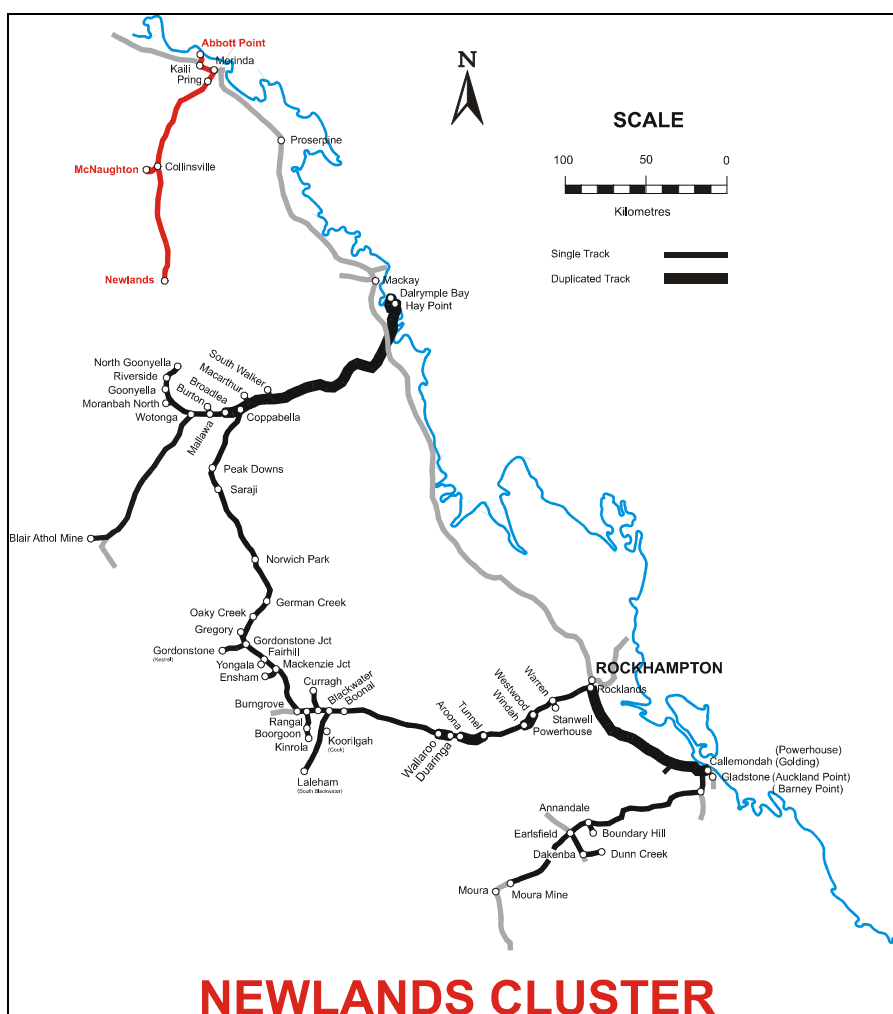 Abbott Point
Kaili
Merinda
Pring
N
SCALE
Proserpine
100 50 0
McNaughton
Collinsville
Kilometres
Single Track
Newlands
Mackay
Duplicated Track
Dalrymple Bay
Hay Point
North Goonyella
South Walker
Riverside
Macarthur
Goonyella
Broadlea
Burton
Moranbah North
Wotonga
Mallawa
Coppabella
Peak Downs
Saraji
Blair Athol Mine
Norwich Park
German Creek
Oaky Creek
Gregory
Gordonstone Jct
Gordonstone
(Kestrel)
Fairhill
Yongala
Mackenzie Jct
Ensham
Curragh
ROCKHAMPTON
Rocklands
Burngrove
Blackwater
Boonal
Warren
Westwood
Windah
Stanwell
Powerhouse
Rangal
Boorgoon
Kinrola
Koorilgah
(Cook)
Aroona
Tunnel
Wallaroo
Duaringa
Laleham
(South Blackwater)
Callemondah (Powerhouse)
(Golding)
Gladstone (Auckland Point)
( Barney Point)
Annandale
Earlsfield
Boundary Hill
Dakenba
Dunn Creek
Moura
Moura Mine
NEWLANDS CLUSTER